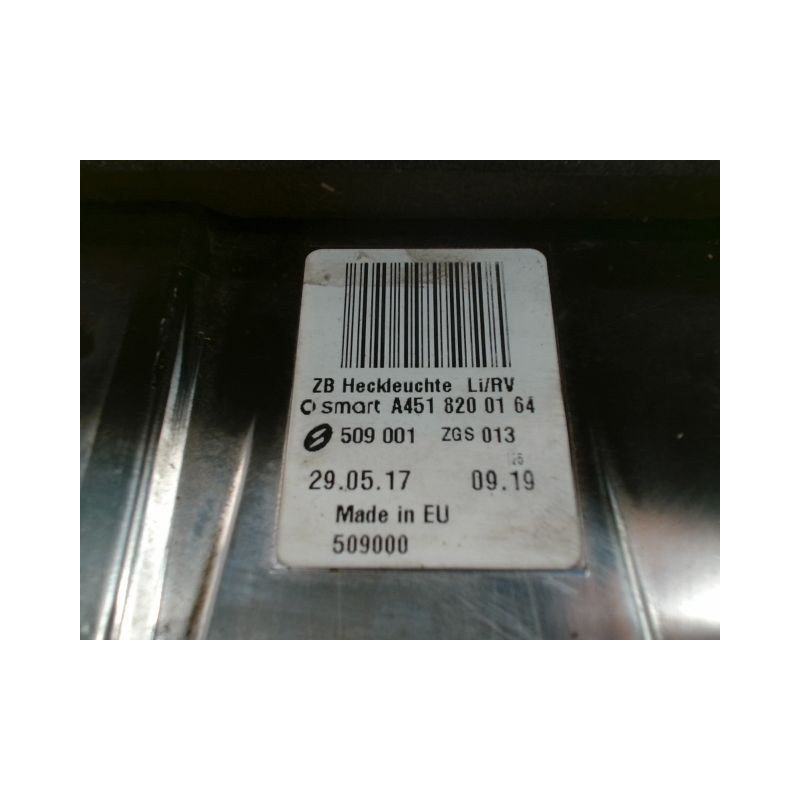 ZB Heckleuchte Li/RV
smart A451 820 01 64
509 001 ZGS 013
29.05.17 09.19
Made in EU
509000